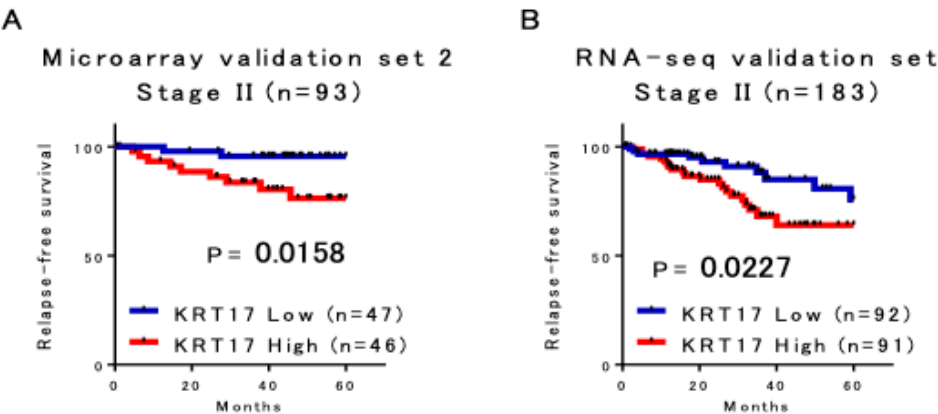 A
Microarray validation set 2
Stage II (n=93)
Relapse-free survival
100
50
0
P = 0.0158
KRT17 Low (n=47)
KRT17 High (n=46)
0 20 40 60
Months
B
RNA-seq validation set
Stage II (n=183)
Relapse-free survival
100
50
0
P = 0.0227
KRT17 Low (n=92)
KRT17 High (n=91)
0 20 40 60
Months